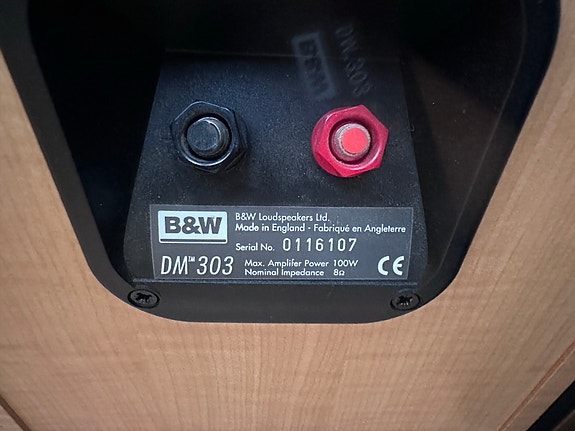 DM 303
B&W
B&W
B&W Loudspeakers Ltd.
Made in England - Fabriqué en Angleterre
Serial No. 0116107
DM™303
Max. Amplifer Power 100W
Nominal Impedance 8Ω
CE